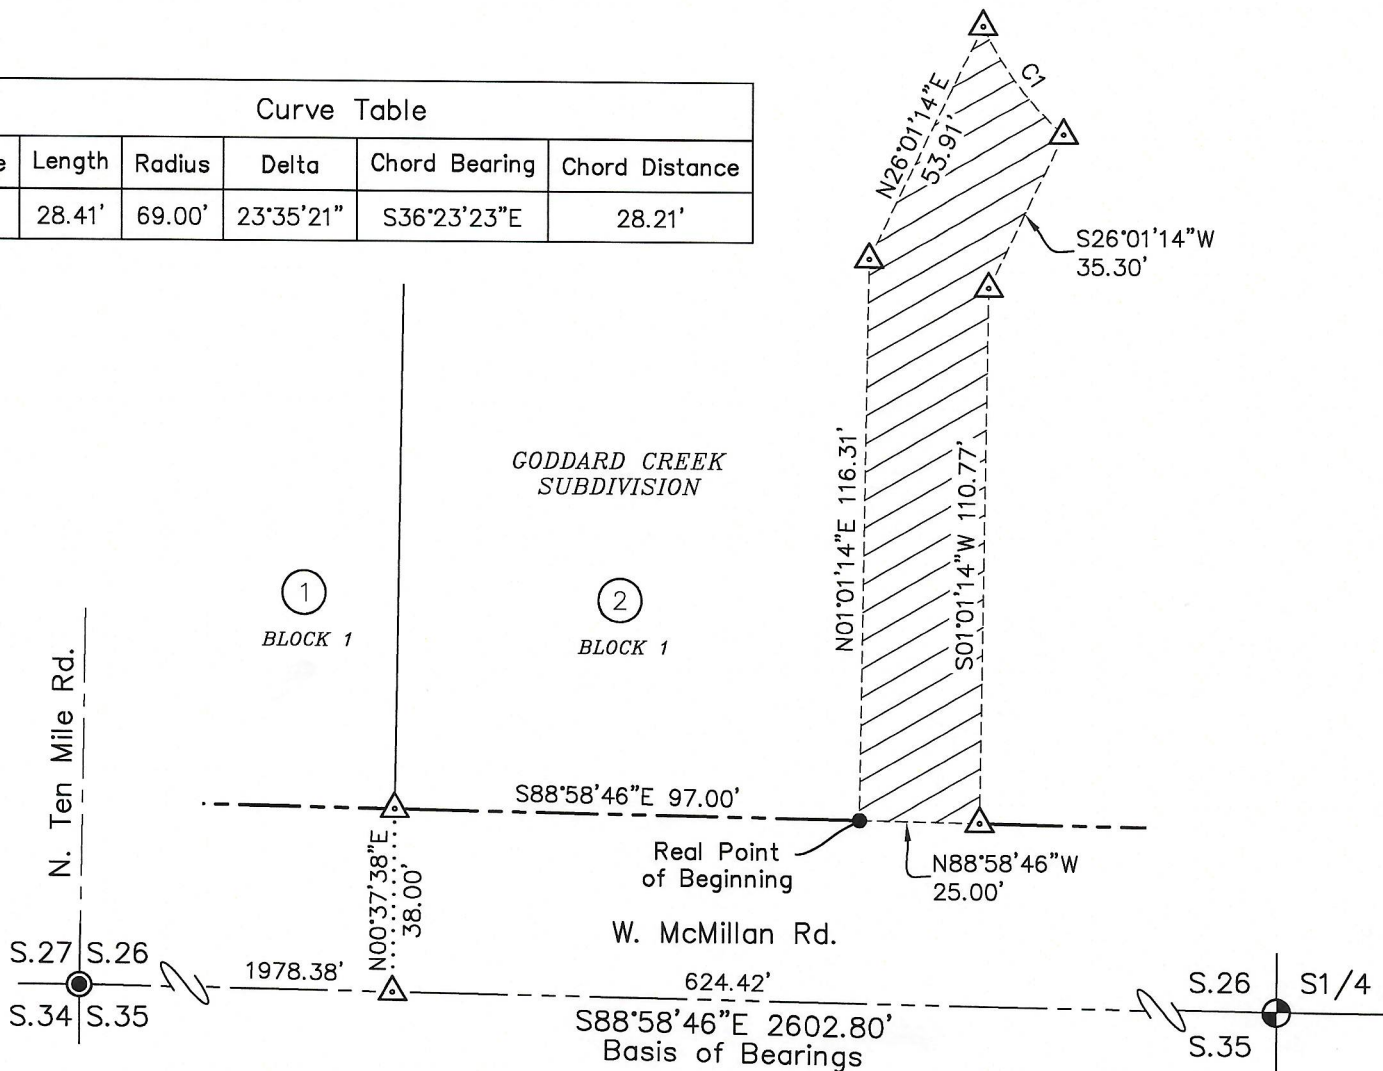 Curve Table
e Length Radius Delta Chord Bearing Chord Distance
28.41' 69.00' 23°35'21" S36°23'23"E 28.21'
C1
N26°01'14"E
53.91'
S26°01'14"W
35.30'
N01°01'14"E 116.31'
S01°01'14"W 110.77'
GODDARD CREEK
SUBDIVISION
1
BLOCK 1
2
BLOCK 1
N. Ten Mile Rd.
S88°58'46"E 97.00'
N00°37'38"E
38.00'
Real Point
of Beginning
N88°58'46"W
25.00'
W. McMillan Rd.
S.27 S.26
S.34 S.35
1978.38'
624.42'
S88°58'46"E 2602.80'
Basis of Bearings
S.26 S1/4
S.35